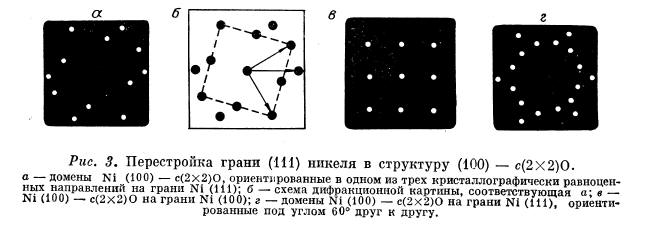 а б в г
Рис. 3. Перестройка грани (111) никеля в структуру (100) — c(2×2)O.
а — домены Ni (100) — c(2×2)O, ориентированные в одном из трех кристаллографически равноцен-
ных направлений на грани Ni (111); б — схема дифракционной картины, соответствующая а; в —
Ni (100) — c(2×2)O на грани Ni (100); г — домены Ni (100) — c(2×2)O на грани Ni (111), ориенти-
рованные под углом 60° друг к другу.